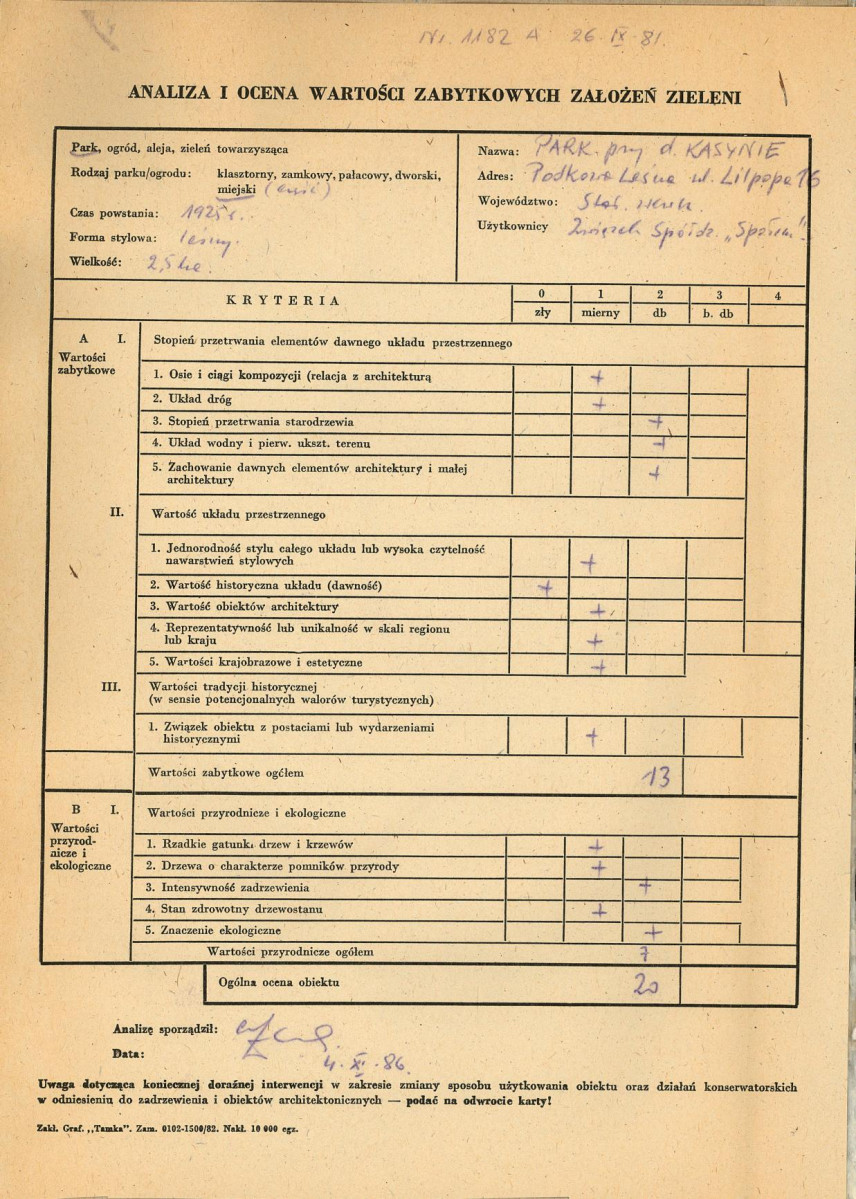 Nr. 1182 A 26 IX 81.
ANALIZA I OCENA WARTOŚCI ZABYTKOWYCH ZAŁOŻEŃ ZIELENI
Park, ogród, aleja, zieleń towarzysząca
Rodzaj parku/ogrodu: klasztorny, zamkowy, pałacowy, dworski,
miejski (część)
Czas powstania: 1925 r.
Forma stylowa: leśny.
Wielkość: 2,5 ha.
Nazwa: PARK przy d. KASYNIE
Adres: Podkowa Leśna ul. Lilpopa 16
Województwo: Stoł. warsz.
Użytkownicy Związek Spółdz. „Społem".
KRYTERIA 0 1 2 3 4
zły mierny db b. db
A I. Stopień przetrwania elementów dawnego układu przestrzennego
Wartości
zabytkowe
1. Osie i ciągi kompozycji (relacja z architekturą +
2. Układ dróg +
3. Stopień przetrwania starodrzewia +
4. Układ wodny i pierw. ukszt. terenu +
5. Zachowanie dawnych elementów architektury i małej
architektury +
II. Wartość układu przestrzennego
1. Jednorodność stylu całego układu lub wysoka czytelność
nawarstwień stylowych +
2. Wartość historyczna układu (dawność) +
3. Wartość obiektów architektury +
4. Reprezentatywność lub unikalność w skali regionu
lub kraju +
5. Wartości krajobrazowe i estetyczne +
III. Wartości tradycji historycznej
(w sensie potencjonalnych walorów turystycznych)
1. Związek obiektu z postaciami lub wydarzeniami
historycznymi +
Wartości zabytkowe ogółem 13
B I. Wartości przyrodnicze i ekologiczne
Wartości
przyrod-
nicze i
ekologiczne
1. Rzadkie gatunki drzew i krzewów +
2. Drzewa o charakterze pomników przyrody +
3. Intensywność zadrzewienia +
4. Stan zdrowotny drzewostanu +
5. Znaczenie ekologiczne +
Wartości przyrodnicze ogółem 7
Ogólna ocena obiektu 20
Analizę sporządził:
Data: 4. XI. 86.
Uwaga dotycząca koniecznej doraźnej interwencji w zakresie zmiany sposobu użytkowania obiektu oraz działań konserwatorskich
w odniesieniu do zadrzewienia i obiektów architektonicznych — podać na odwrocie karty!
Zakł. Graf. „Tamka". Zam. 0102-1500/82. Nakł. 10 000 egz.